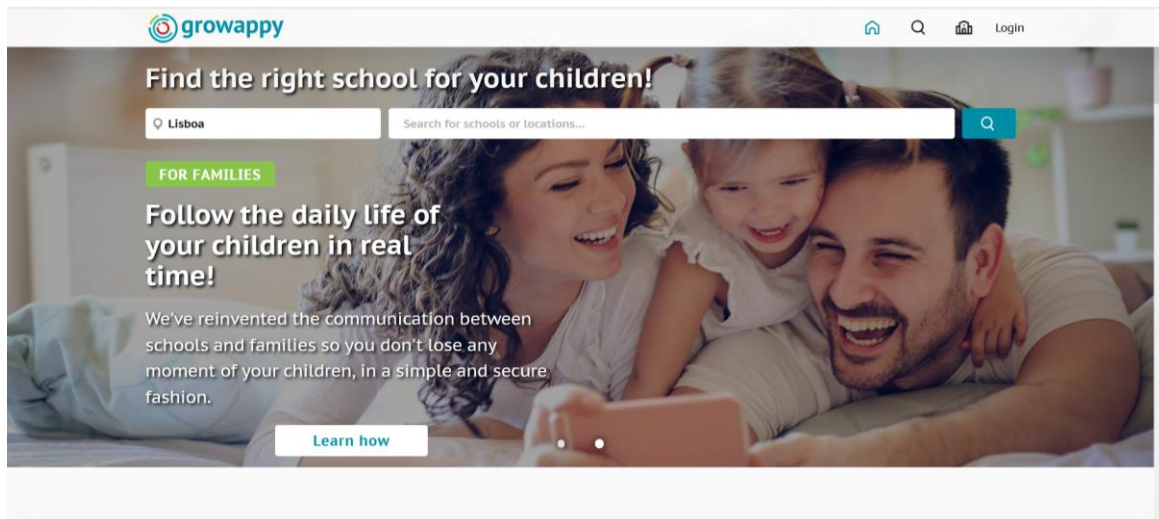 growappy
Login
Find the right school for your children!
Lisboa
Search for schools or locations...
FOR FAMILIES
Follow the daily life of
your children in real
time!
We've reinvented the communication between
schools and families so you don't lose any
moment of your children, in a simple and secure
fashion.
Learn how